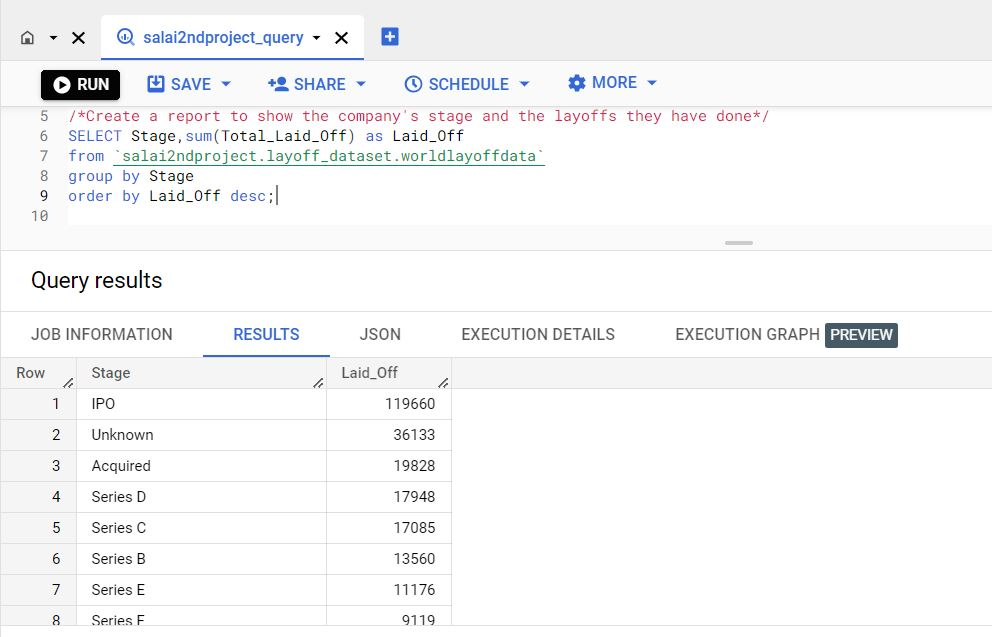 salai2ndproject_query
RUN SAVE SHARE SCHEDULE MORE
5 /*Create a report to show the company's stage and the layoffs they have done*/
6 SELECT Stage,sum(Total_Laid_Off) as Laid_Off
7 from `salai2ndproject.layoff_dataset.worldlayoffdata`
8 group by Stage
9 order by Laid_Off desc;
10
Query results
JOB INFORMATION RESULTS JSON EXECUTION DETAILS EXECUTION GRAPH PREVIEW
Row Stage Laid_Off
1 IPO 119660
2 Unknown 36133
3 Acquired 19828
4 Series D 17948
5 Series C 17085
6 Series B 13560
7 Series E 11176
8 Series F 9119